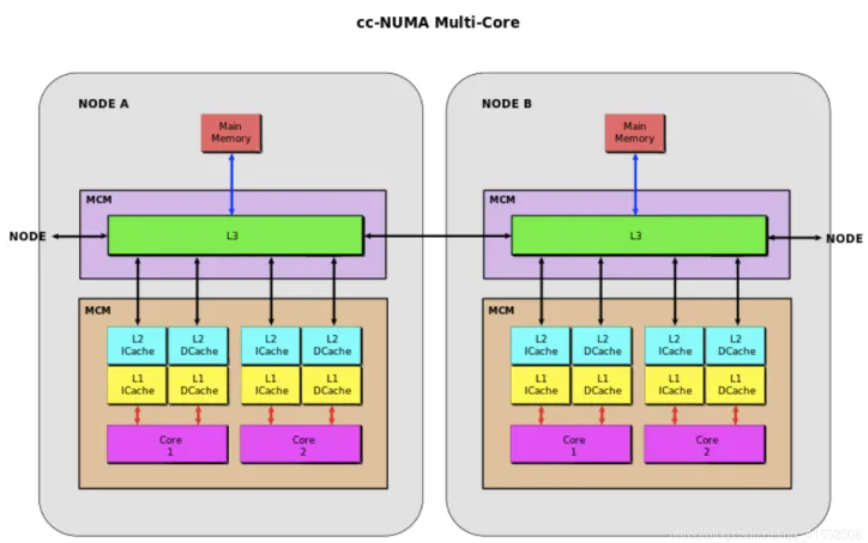 cc-NUMA Multi-Core
NODE A
Main
Memory
MCM
L3
NODE
MCM
L2
ICache
L2
DCache
L2
ICache
L2
DCache
L1
ICache
L1
DCache
L1
ICache
L1
DCache
Core
1
Core
2
NODE B
Main
Memory
MCM
L3
NODE
MCM
L2
ICache
L2
DCache
L2
ICache
L2
DCache
L1
ICache
L1
DCache
L1
ICache
L1
DCache
Core
1
Core
2